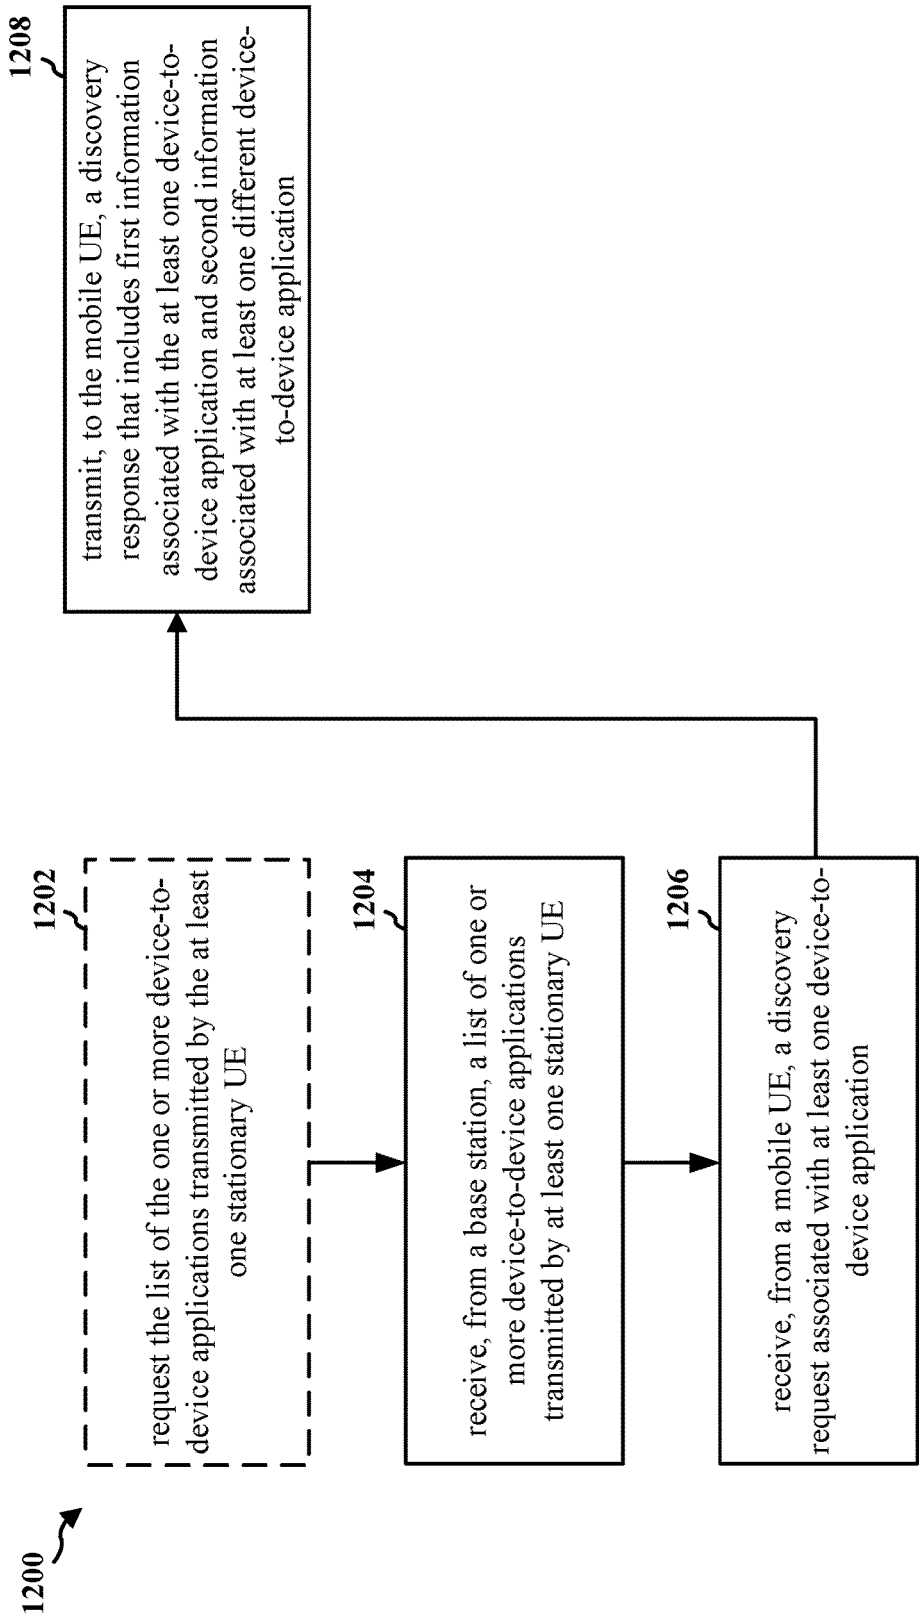 1200
1202
request the list of the one or more device-to-
device applications transmitted by the at least
one stationary UE
1204
receive, from a base station, a list of one or
more device-to-device applications
transmitted by at least one stationary UE
1206
receive, from a mobile UE, a discovery
request associated with at least one device-to-
device application
1208
transmit, to the mobile UE, a discovery
response that includes first information
associated with the at least one device-to-
device application and second information
associated with at least one different device-
to-device application